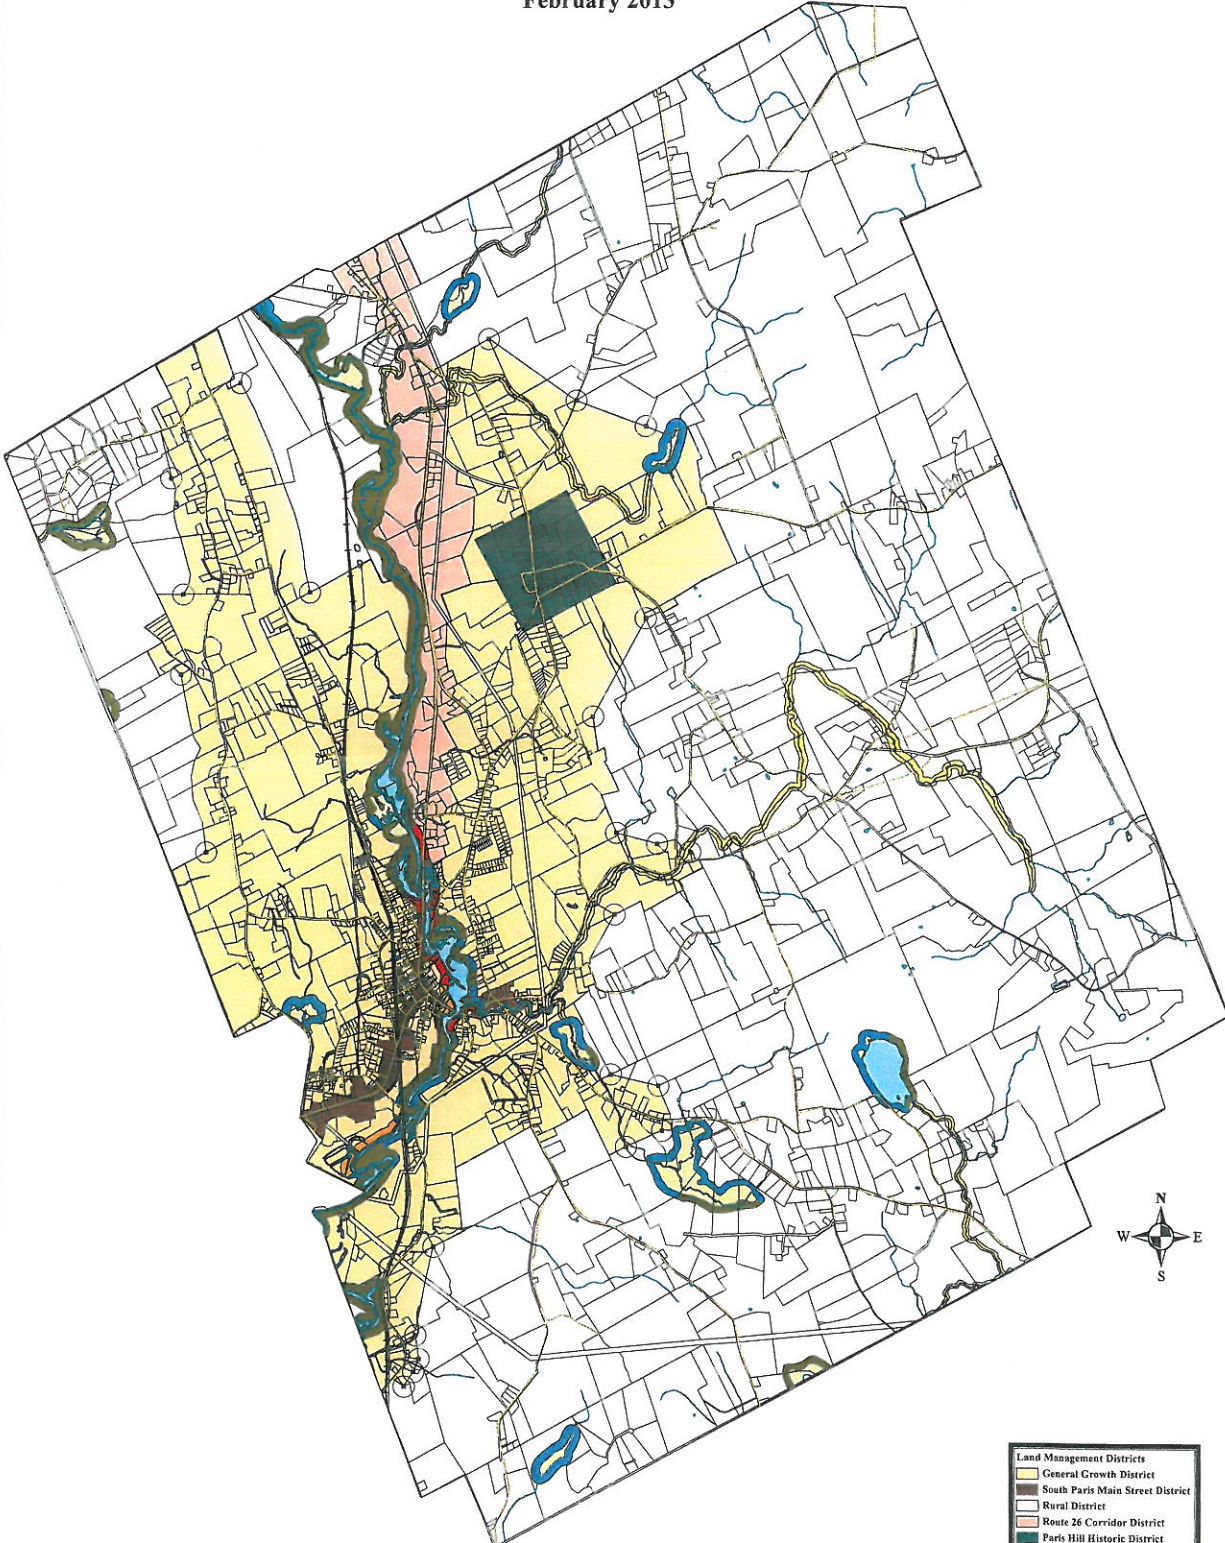 February 2015
N
W E
S
Land Management Districts
General Growth District
South Paris Main Street District
Rural District
Route 26 Corridor District
Paris Hill Historic District